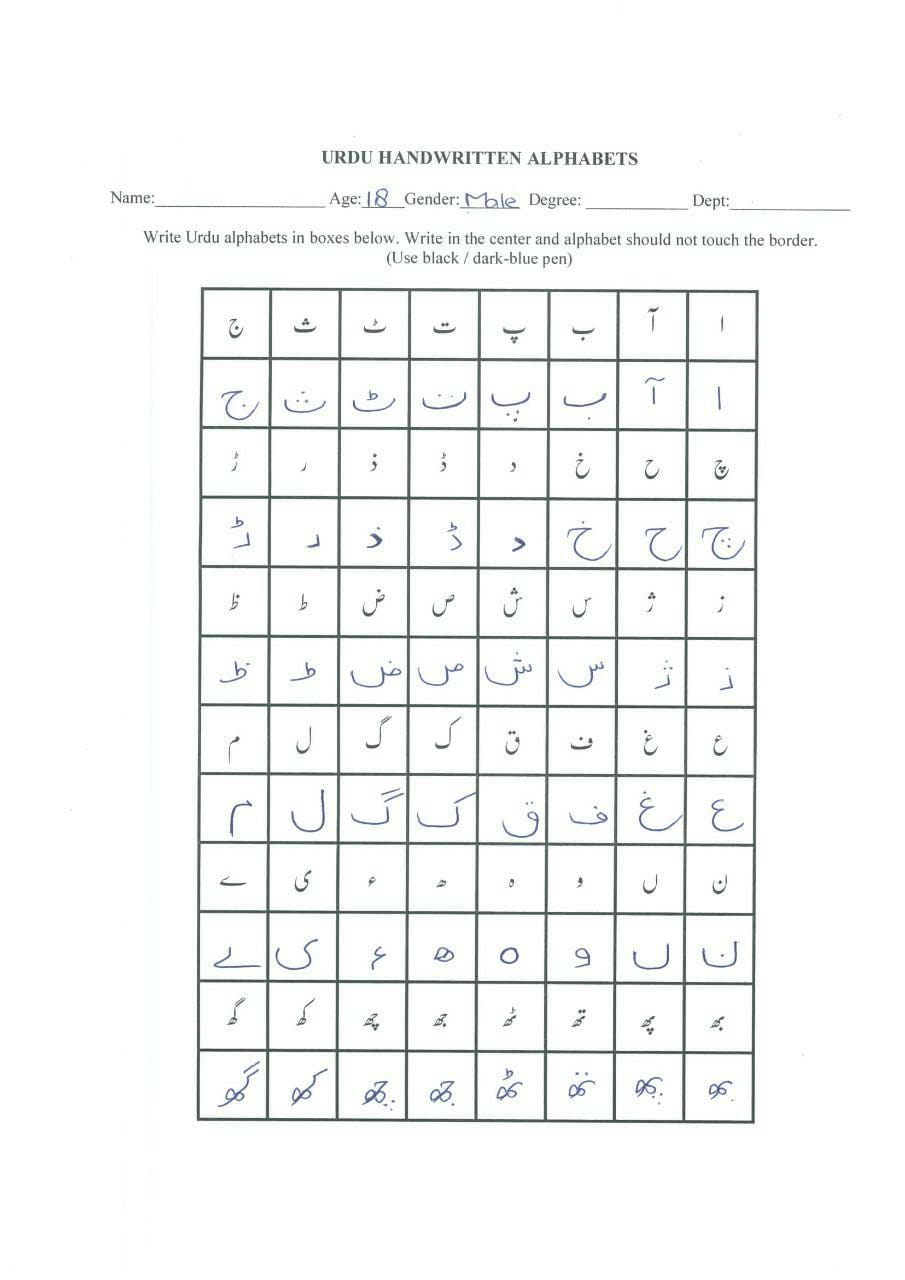 URDU HANDWRITTEN ALPHABETS
Name:____________________ Age: 18 Gender: Male Degree: ____________ Dept:______________
Write Urdu alphabets in boxes below. Write in the center and alphabet should not touch the border.
(Use black / dark-blue pen)
ا آ ب پ ت ٹ ث ج
ا آ ب پ ت ٹ ث ج
چ ح خ د ڈ ذ ر ڑ
چ ح خ د ڈ ذ ر ڑ
ز ژ س ش ص ض ط ظ
ز ژ س ش ص ض ط ظ
ع غ ف ق ک گ ل م
ع غ ف ق ک گ ل م
ن ں و ہ ھ ء ی ے
ن ں و ہ ھ ء ی ے
بھ پھ تھ ٹھ جھ چھ کھ گھ
بھ پھ تھ ٹھ جھ چھ کھ گھ